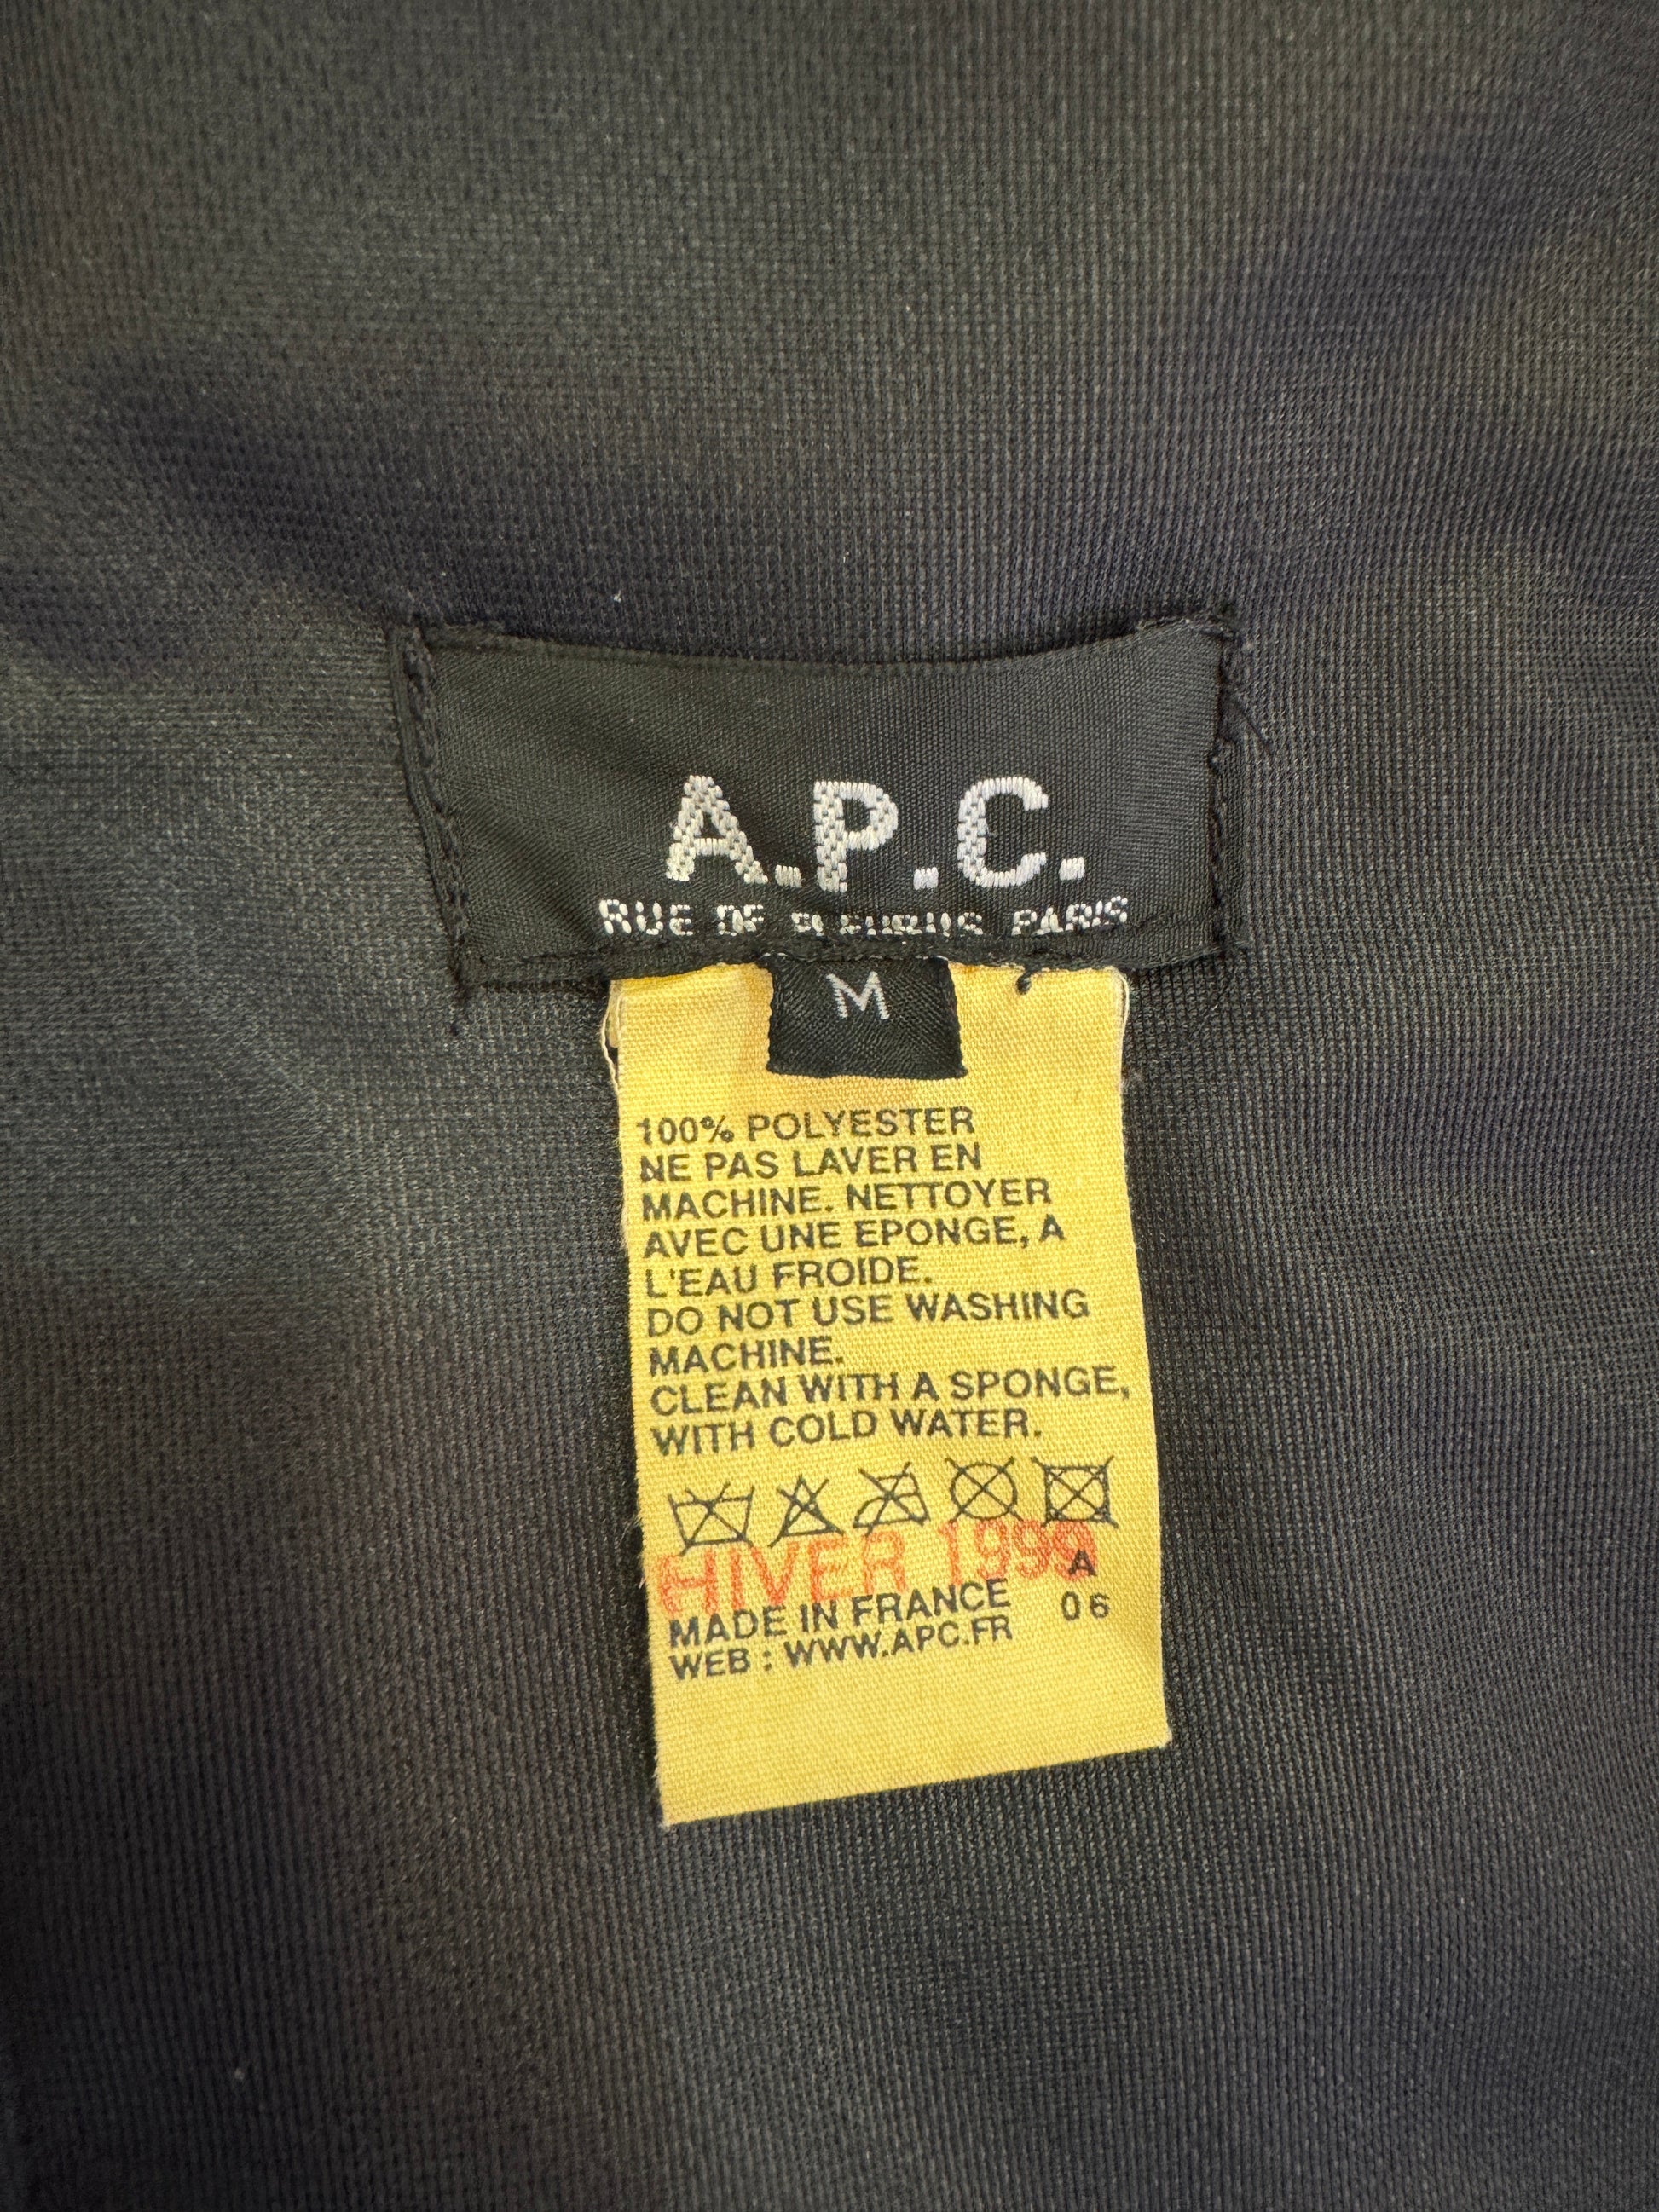 A.P.C.
RUE DE FLEURUS PARIS
M
100% POLYESTER
NE PAS LAVER EN
MACHINE. NETTOYER
AVEC UNE EPONGE, A
L'EAU FROIDE.
DO NOT USE WASHING
MACHINE.
CLEAN WITH A SPONGE,
WITH COLD WATER.
HIVER 1999
A
MADE IN FRANCE 06
WEB : WWW.APC.FR